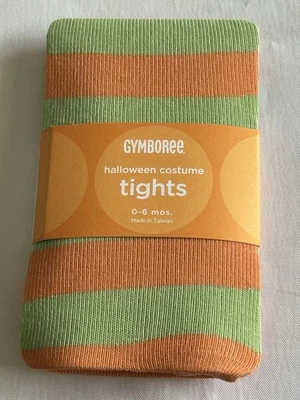 GYMBOREE
halloween costume
tights
0-6 mos.
Made in Taiwan.